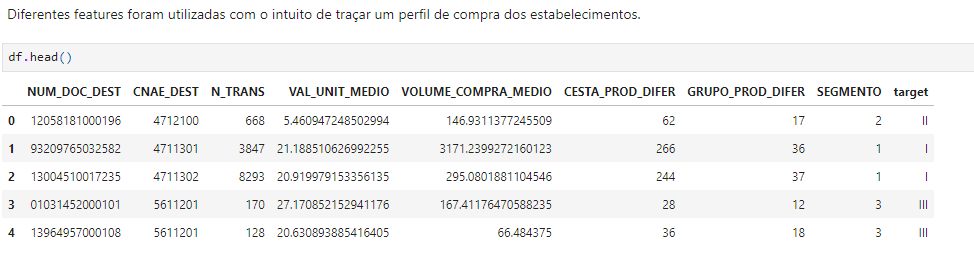 Diferentes features foram utilizadas com o intuito de traçar um perfil de compra dos estabelecimentos.
df.head()
NUM_DOC_DEST CNAE_DEST N_TRANS VAL_UNIT_MEDIO VOLUME_COMPRA_MEDIO CESTA_PROD_DIFER GRUPO_PROD_DIFER SEGMENTO target
0 12058181000196 4712100 668 5.460947248502994 146.9311377245509 62 17 2 II
1 93209765032582 4711301 3847 21.188510626992255 3171.2399272160123 266 36 1 I
2 13004510017235 4711302 8293 20.919979153356135 295.0801881104546 244 37 1 I
3 01031452000101 5611201 170 27.170852152941176 167.41176470588235 28 12 3 III
4 13964957000108 5611201 128 20.630893885416405 66.484375 36 18 3 III